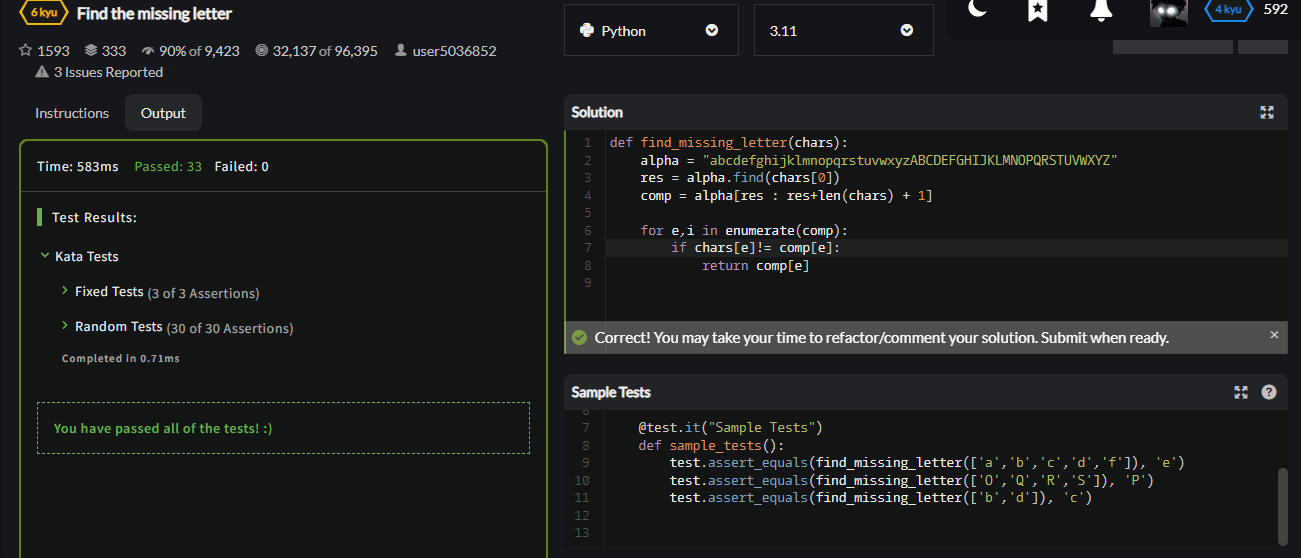 6 kyu Find the missing letter
1593 333 90% of 9,423 32,137 of 96,395 user5036852
3 Issues Reported
Python
3.11
4 kyu 592
Instructions Output
Time: 583ms Passed: 33 Failed: 0
Test Results:
Kata Tests
Fixed Tests (3 of 3 Assertions)
Random Tests (30 of 30 Assertions)
Completed in 0.71ms
You have passed all of the tests! :)
Solution
1 def find_missing_letter(chars):
2 alpha = "abcdefghijklmnopqrstuvwxyzABCDEFGHIJKLMNOPQRSTUVWXYZ"
3 res = alpha.find(chars[0])
4 comp = alpha[res : res+len(chars) + 1]
5
6 for e,i in enumerate(comp):
7 if chars[e]!= comp[e]:
8 return comp[e]
9
Correct! You may take your time to refactor/comment your solution. Submit when ready.
Sample Tests
6
7 @test.it("Sample Tests")
8 def sample_tests():
9 test.assert_equals(find_missing_letter(['a','b','c','d','f']), 'e')
10 test.assert_equals(find_missing_letter(['O','Q','R','S']), 'P')
11 test.assert_equals(find_missing_letter(['b','d']), 'c')
12
13